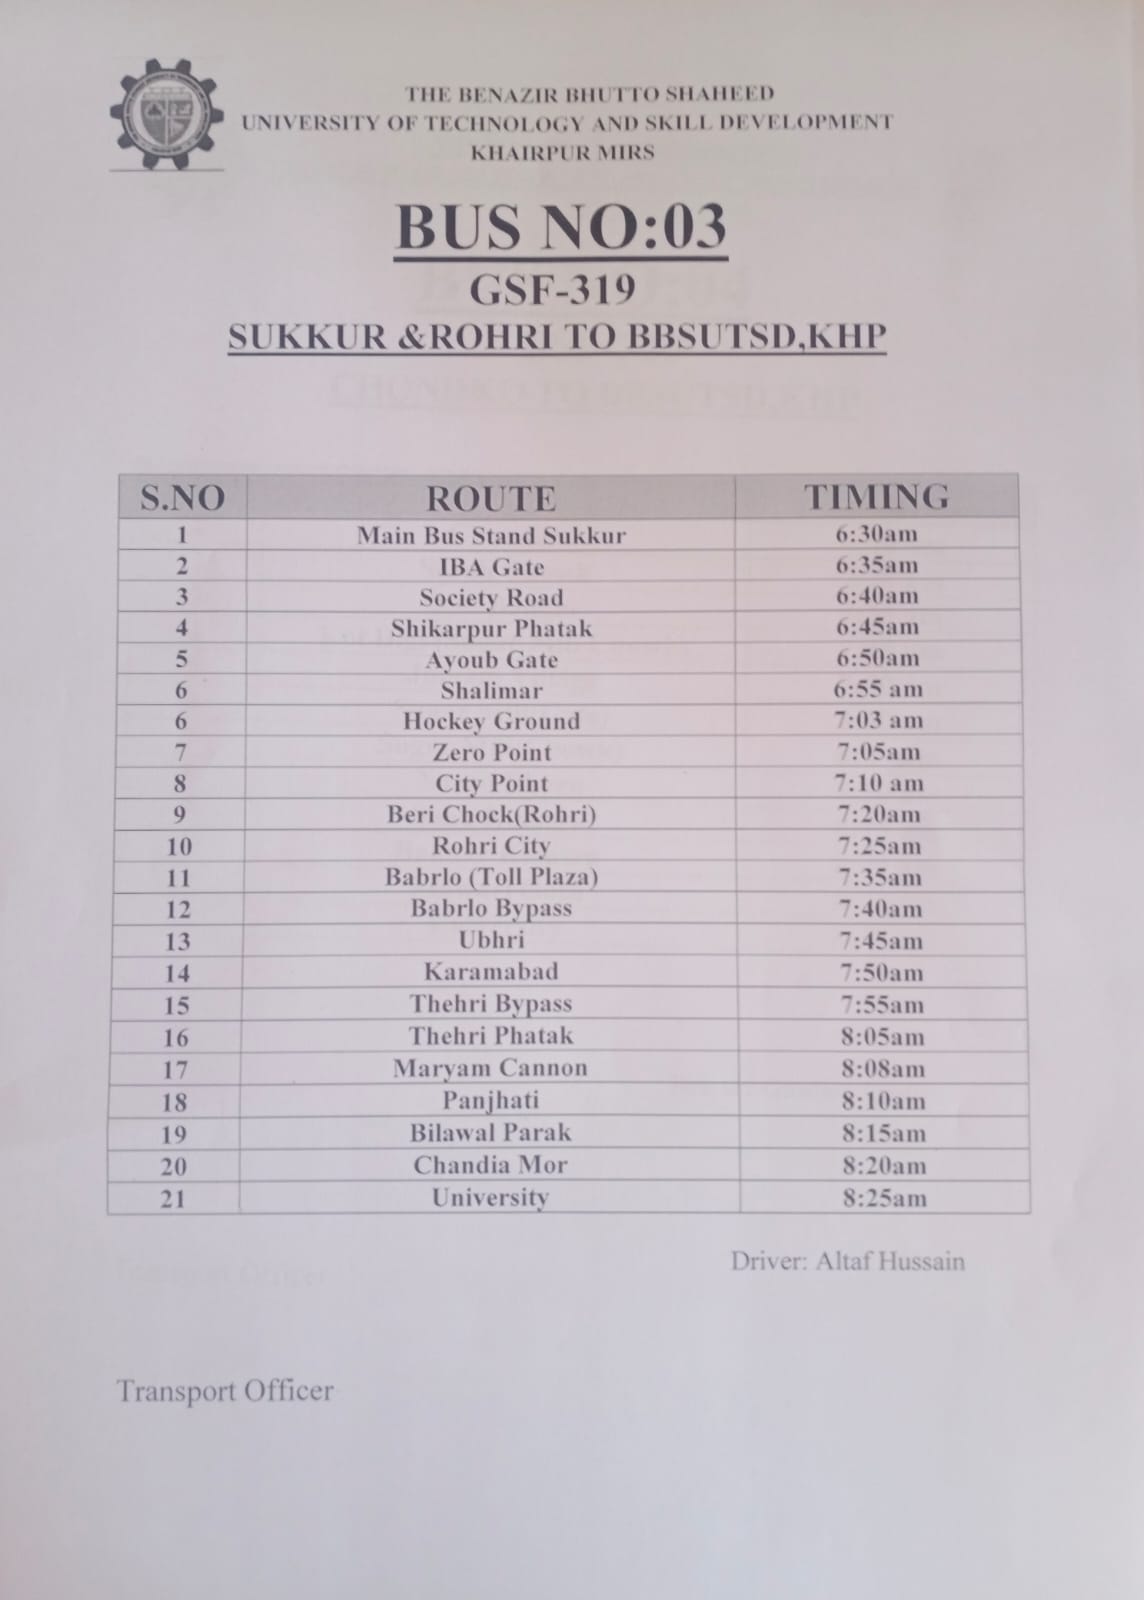 THE BENAZIR BHUTTO SHAHEED
UNIVERSITY OF TECHNOLOGY AND SKILL DEVELOPMENT
KHAIRPUR MIRS
BUS NO:03
GSF-319
SUKKUR &ROHRI TO BBSUTSD,KHP
S.NO ROUTE TIMING
1 Main Bus Stand Sukkur 6:30am
2 IBA Gate 6:35am
3 Society Road 6:40am
4 Shikarpur Phatak 6:45am
5 Ayoub Gate 6:50am
6 Shalimar 6:55 am
6 Hockey Ground 7:03 am
7 Zero Point 7:05am
8 City Point 7:10 am
9 Beri Chock(Rohri) 7:20am
10 Rohri City 7:25am
11 Babrlo (Toll Plaza) 7:35am
12 Babrlo Bypass 7:40am
13 Ubhri 7:45am
14 Karamabad 7:50am
15 Thehri Bypass 7:55am
16 Thehri Phatak 8:05am
17 Maryam Cannon 8:08am
18 Panjhati 8:10am
19 Bilawal Parak 8:15am
20 Chandia Mor 8:20am
21 University 8:25am
Driver: Altaf Hussain
Transport Officer